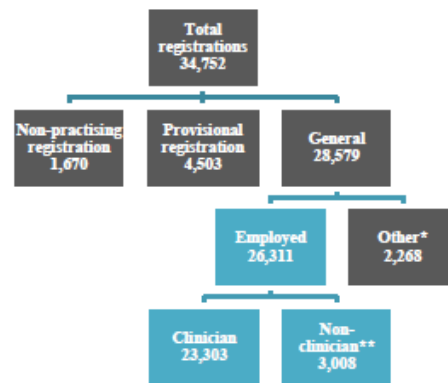 Total
registrations
34,752
Non-practising
registration
1,670
Provisional
registration
4,503
General
28,579
Employed
26,311
Other*
2,268
Clinician
23,303
Non-
clinician**
3,008